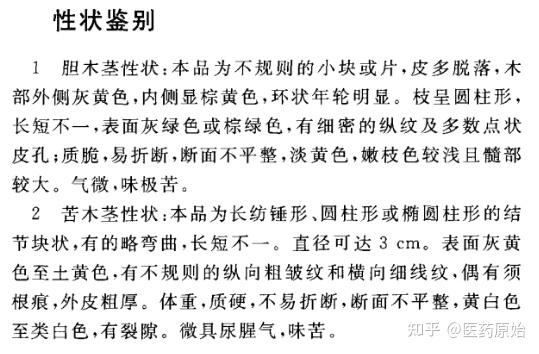 性状鉴别
1 胆木茎性状:本品为不规则的小块或片,皮多脱落,木
部外侧灰黄色,内侧显棕黄色,环状年轮明显。枝呈圆柱形,
长短不一,表面灰绿色或棕绿色,有细密的纵纹及多数点状
皮孔;质脆,易折断,断面不平整,淡黄色,嫩枝色较浅且髓部
较大。气微,味极苦。
2 苦木茎性状:本品为长纺锤形、圆柱形或椭圆柱形的结
节块状,有的略弯曲,长短不一。直径可达 3 cm。表面灰黄
色至土黄色,有不规则的纵向粗皱纹和横向细线纹,偶有须
根痕,外皮粗厚。体重,质硬,不易折断,断面不平整,黄白色
至类白色,有裂隙。微具尿腥气,味苦。
知乎 @医药原始